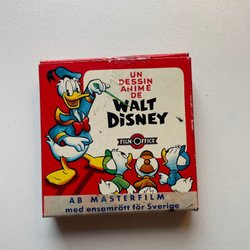 UN
DESSIN
ANIMÉ
DE
WALT
DISNEY
FILM OFFICE
AB MASTERFILM
med ensamrätt för Sverige